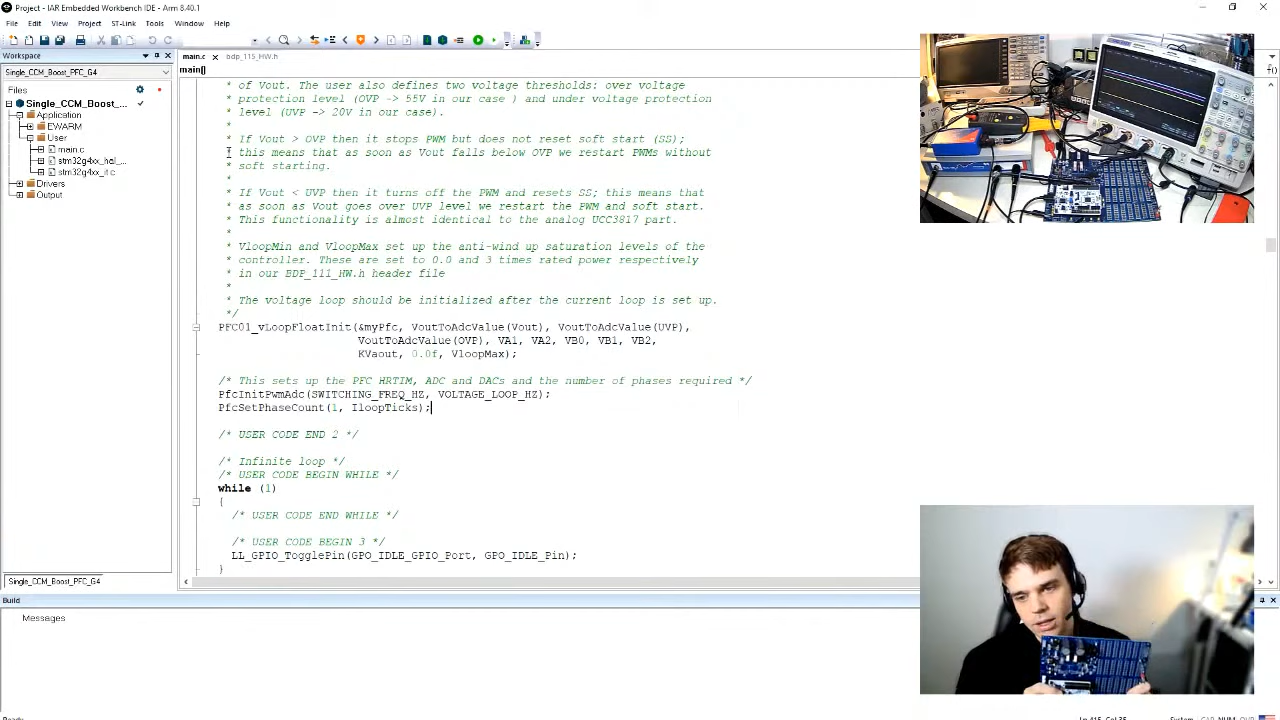 Project - IAR Embedded Workbench IDE - Arm 8.40.1
File Edit View Project ST-Link Tools Window Help
Workspace
main.c x bdp_115_HW.h
Single_CCM_Boost_PFC_G4
main()
f()
Files
Single_CCM_Boost_...
Application
EWARM
User
main.c
stm32g4xx_hal_...
stm32g4xx_it.c
Drivers
Output
* of Vout. The user also defines two voltage thresholds: over voltage
* protection level (OVP -> 55V in our case ) and under voltage protection
* level (UVP -> 20V in our case).
*
* If Vout > OVP then it stops PWM but does not reset soft start (SS);
* this means that as soon as Vout falls below OVP we restart PWMs without
* soft starting.
*
* If Vout < UVP then it turns off the PWM and resets SS; this means that
* as soon as Vout goes above UVP level we restart the PWM and soft start.
* This functionality almost identical to the analog UCC3817 part.
*
* VloopMin and VloopMax set up the anti-wind up saturation levels of the
* controller. These are set to 0.0 and 3 times rated power respectively
* in our BDP_111_HW.h header file
*
* The voltage loop should be initialized after the current loop is set up.
*/
PFC01_vLoopFloatInit(&myPfc, VoutToAdcValue(Vout), VoutToAdcValue(UVP),
VoutToAdcValue(OVP), VA1, VA2, VB0, VB1, VB2,
KVaout, 0.0f, VloopMax);
/* This sets up the PFC HRTIM, ADC and DACs and the number of phases required */
PfcInitPwmAdc(SWITCHING_FREQ_HZ, VOLTAGE_LOOP_HZ);
PfcSetPhaseCount(1, IloopTicks);
/* USER CODE END 2 */
/* Infinite loop */
/* USER CODE BEGIN WHILE */
while (1)
{
/* USER CODE END WHILE */
/* USER CODE BEGIN 3 */
LL_GPIO_TogglePin(GPO_IDLE_GPIO_Port, GPO_IDLE_Pin);
}
Single_CCM_Boost_PFC_G4
Build
Messages